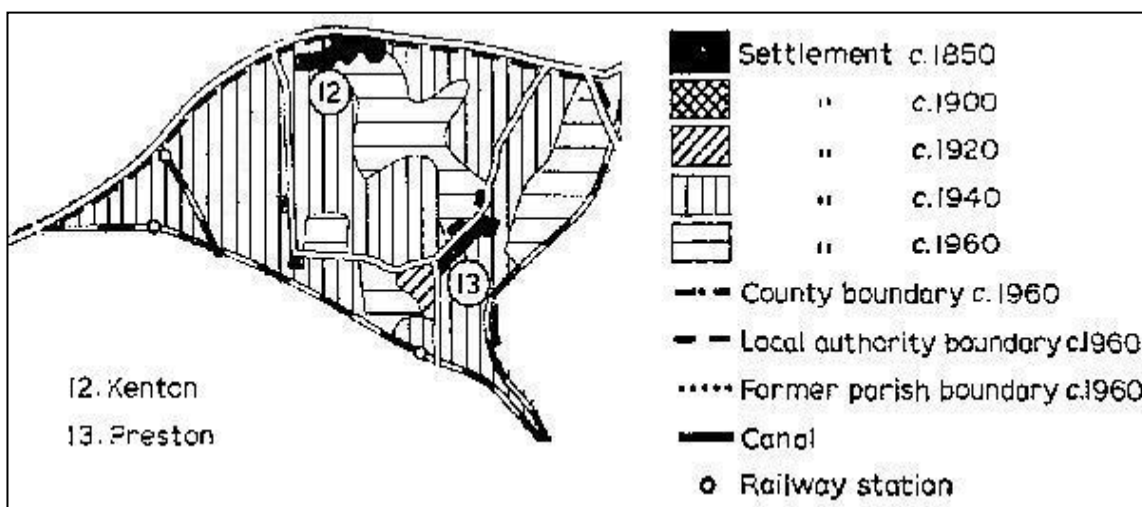 12
13
12. Kenton
13. Preston
Settlement c.1850
" c.1900
" c.1920
" c.1940
" c.1960
County boundary c.1960
Local authority boundary c.1960
Former parish boundary c.1960
Canal
Railway station